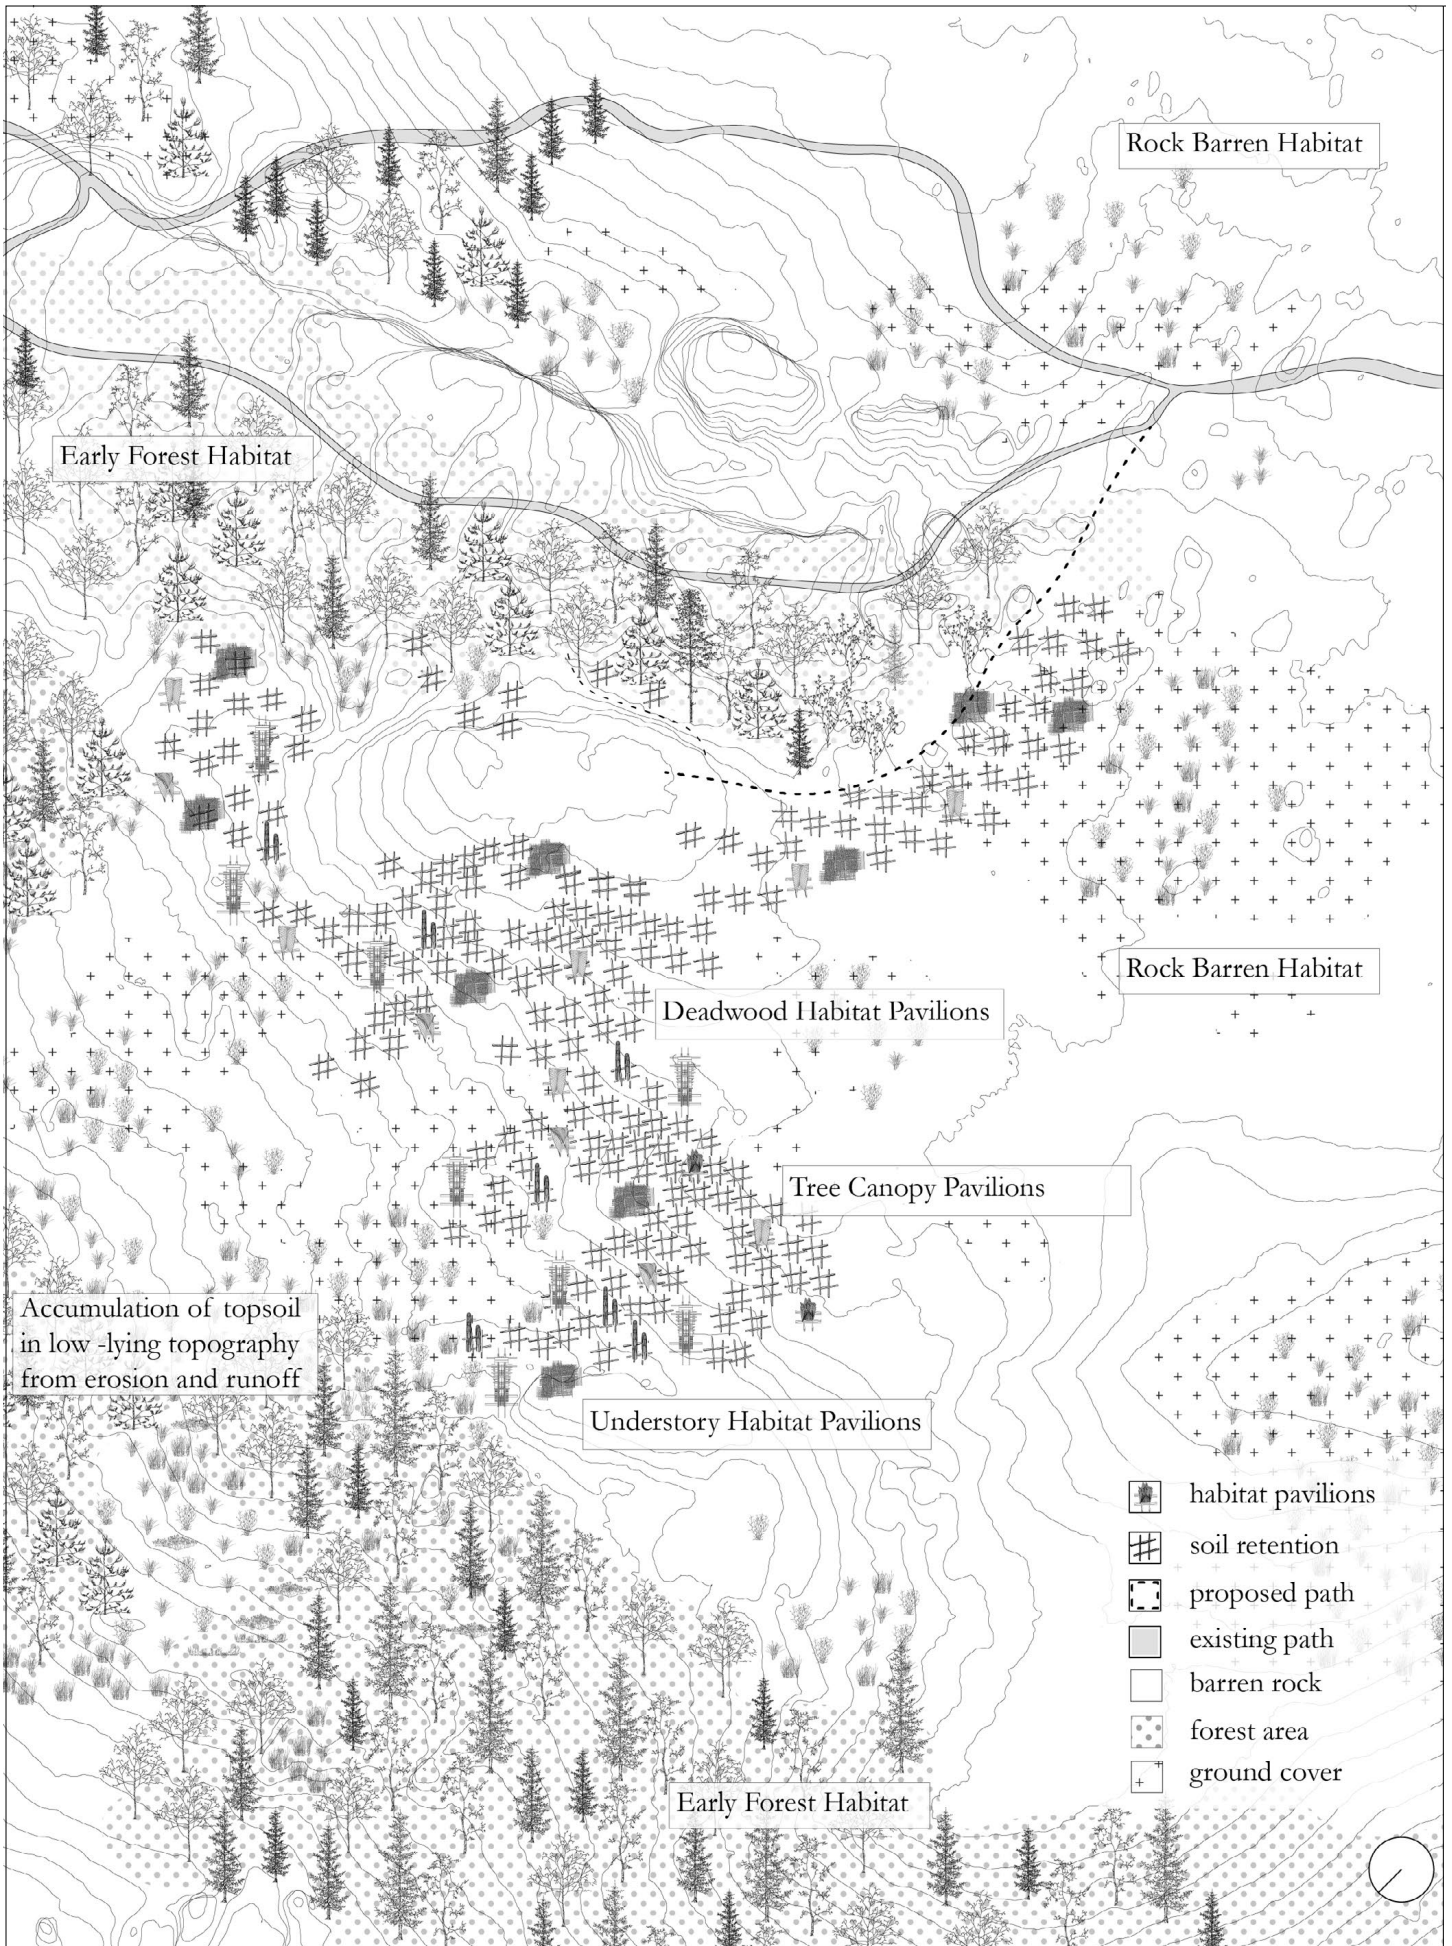 Rock Barren Habitat
Early Forest Habitat
Rock Barren Habitat
Deadwood Habitat Pavilions
Tree Canopy Pavilions
Accumulation of topsoil
in low -lying topography
from erosion and runoff
Understory Habitat Pavilions
habitat pavilions
soil retention
proposed path
existing path
barren rock
forest area
ground cover
Early Forest Habitat